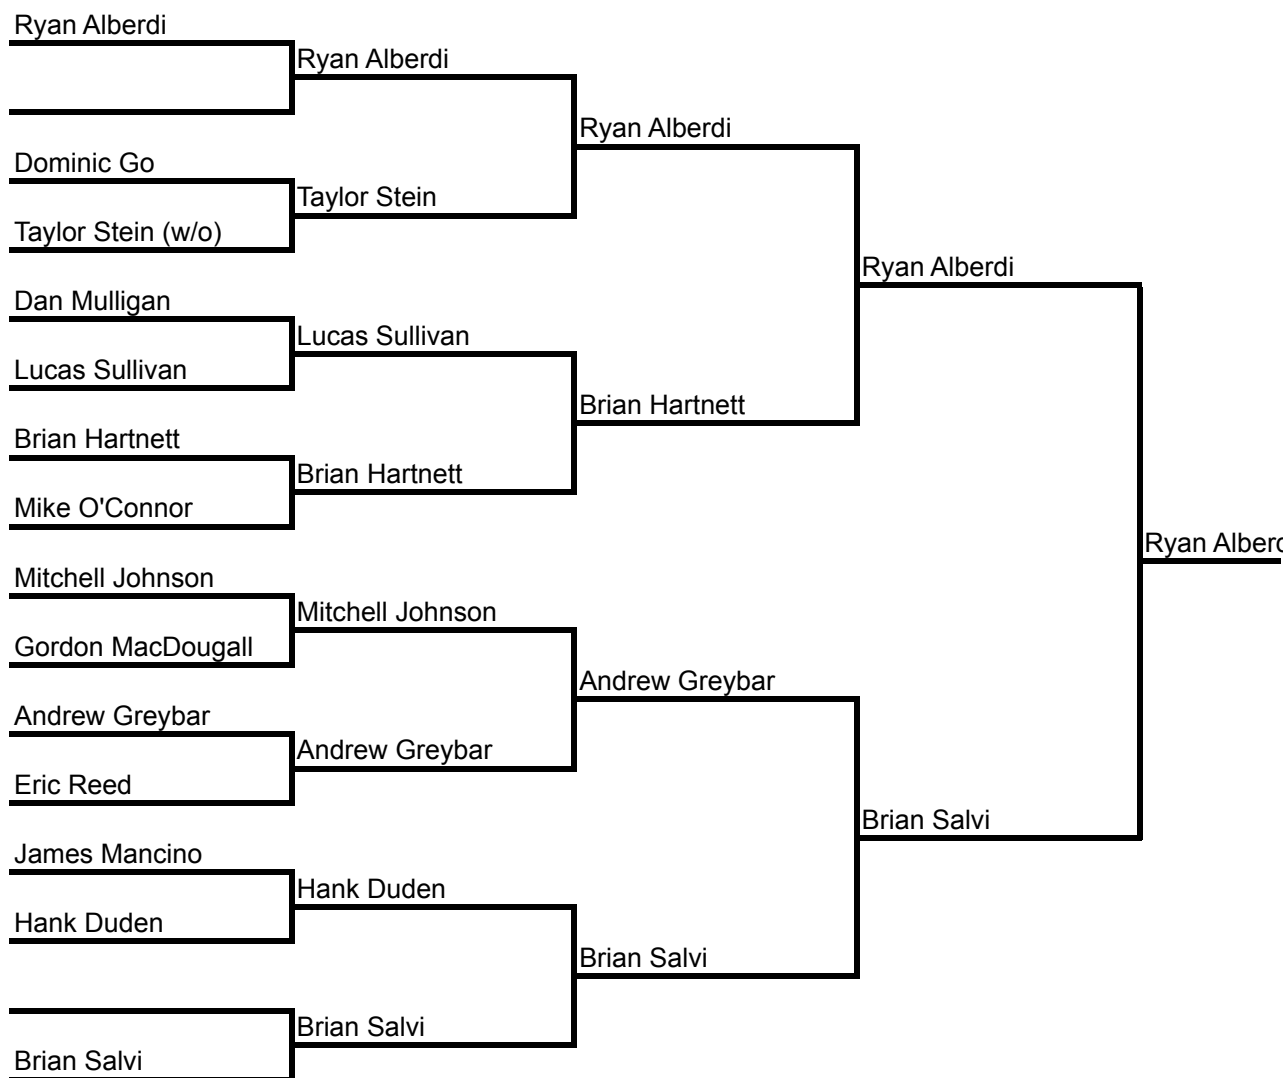 Ryan Alberdi
Ryan Alberdi
Ryan Alberdi
Dominic Go
Taylor Stein
Taylor Stein (w/o)
Ryan Alberdi
Dan Mulligan
Lucas Sullivan
Lucas Sullivan
Brian Hartnett
Brian Hartnett
Brian Hartnett
Mike O'Connor
Ryan Alberd
Mitchell Johnson
Mitchell Johnson
Gordon MacDougall
Andrew Greybar
Andrew Greybar
Andrew Greybar
Eric Reed
Brian Salvi
James Mancino
Hank Duden
Hank Duden
Brian Salvi
Brian Salvi
Brian Salvi